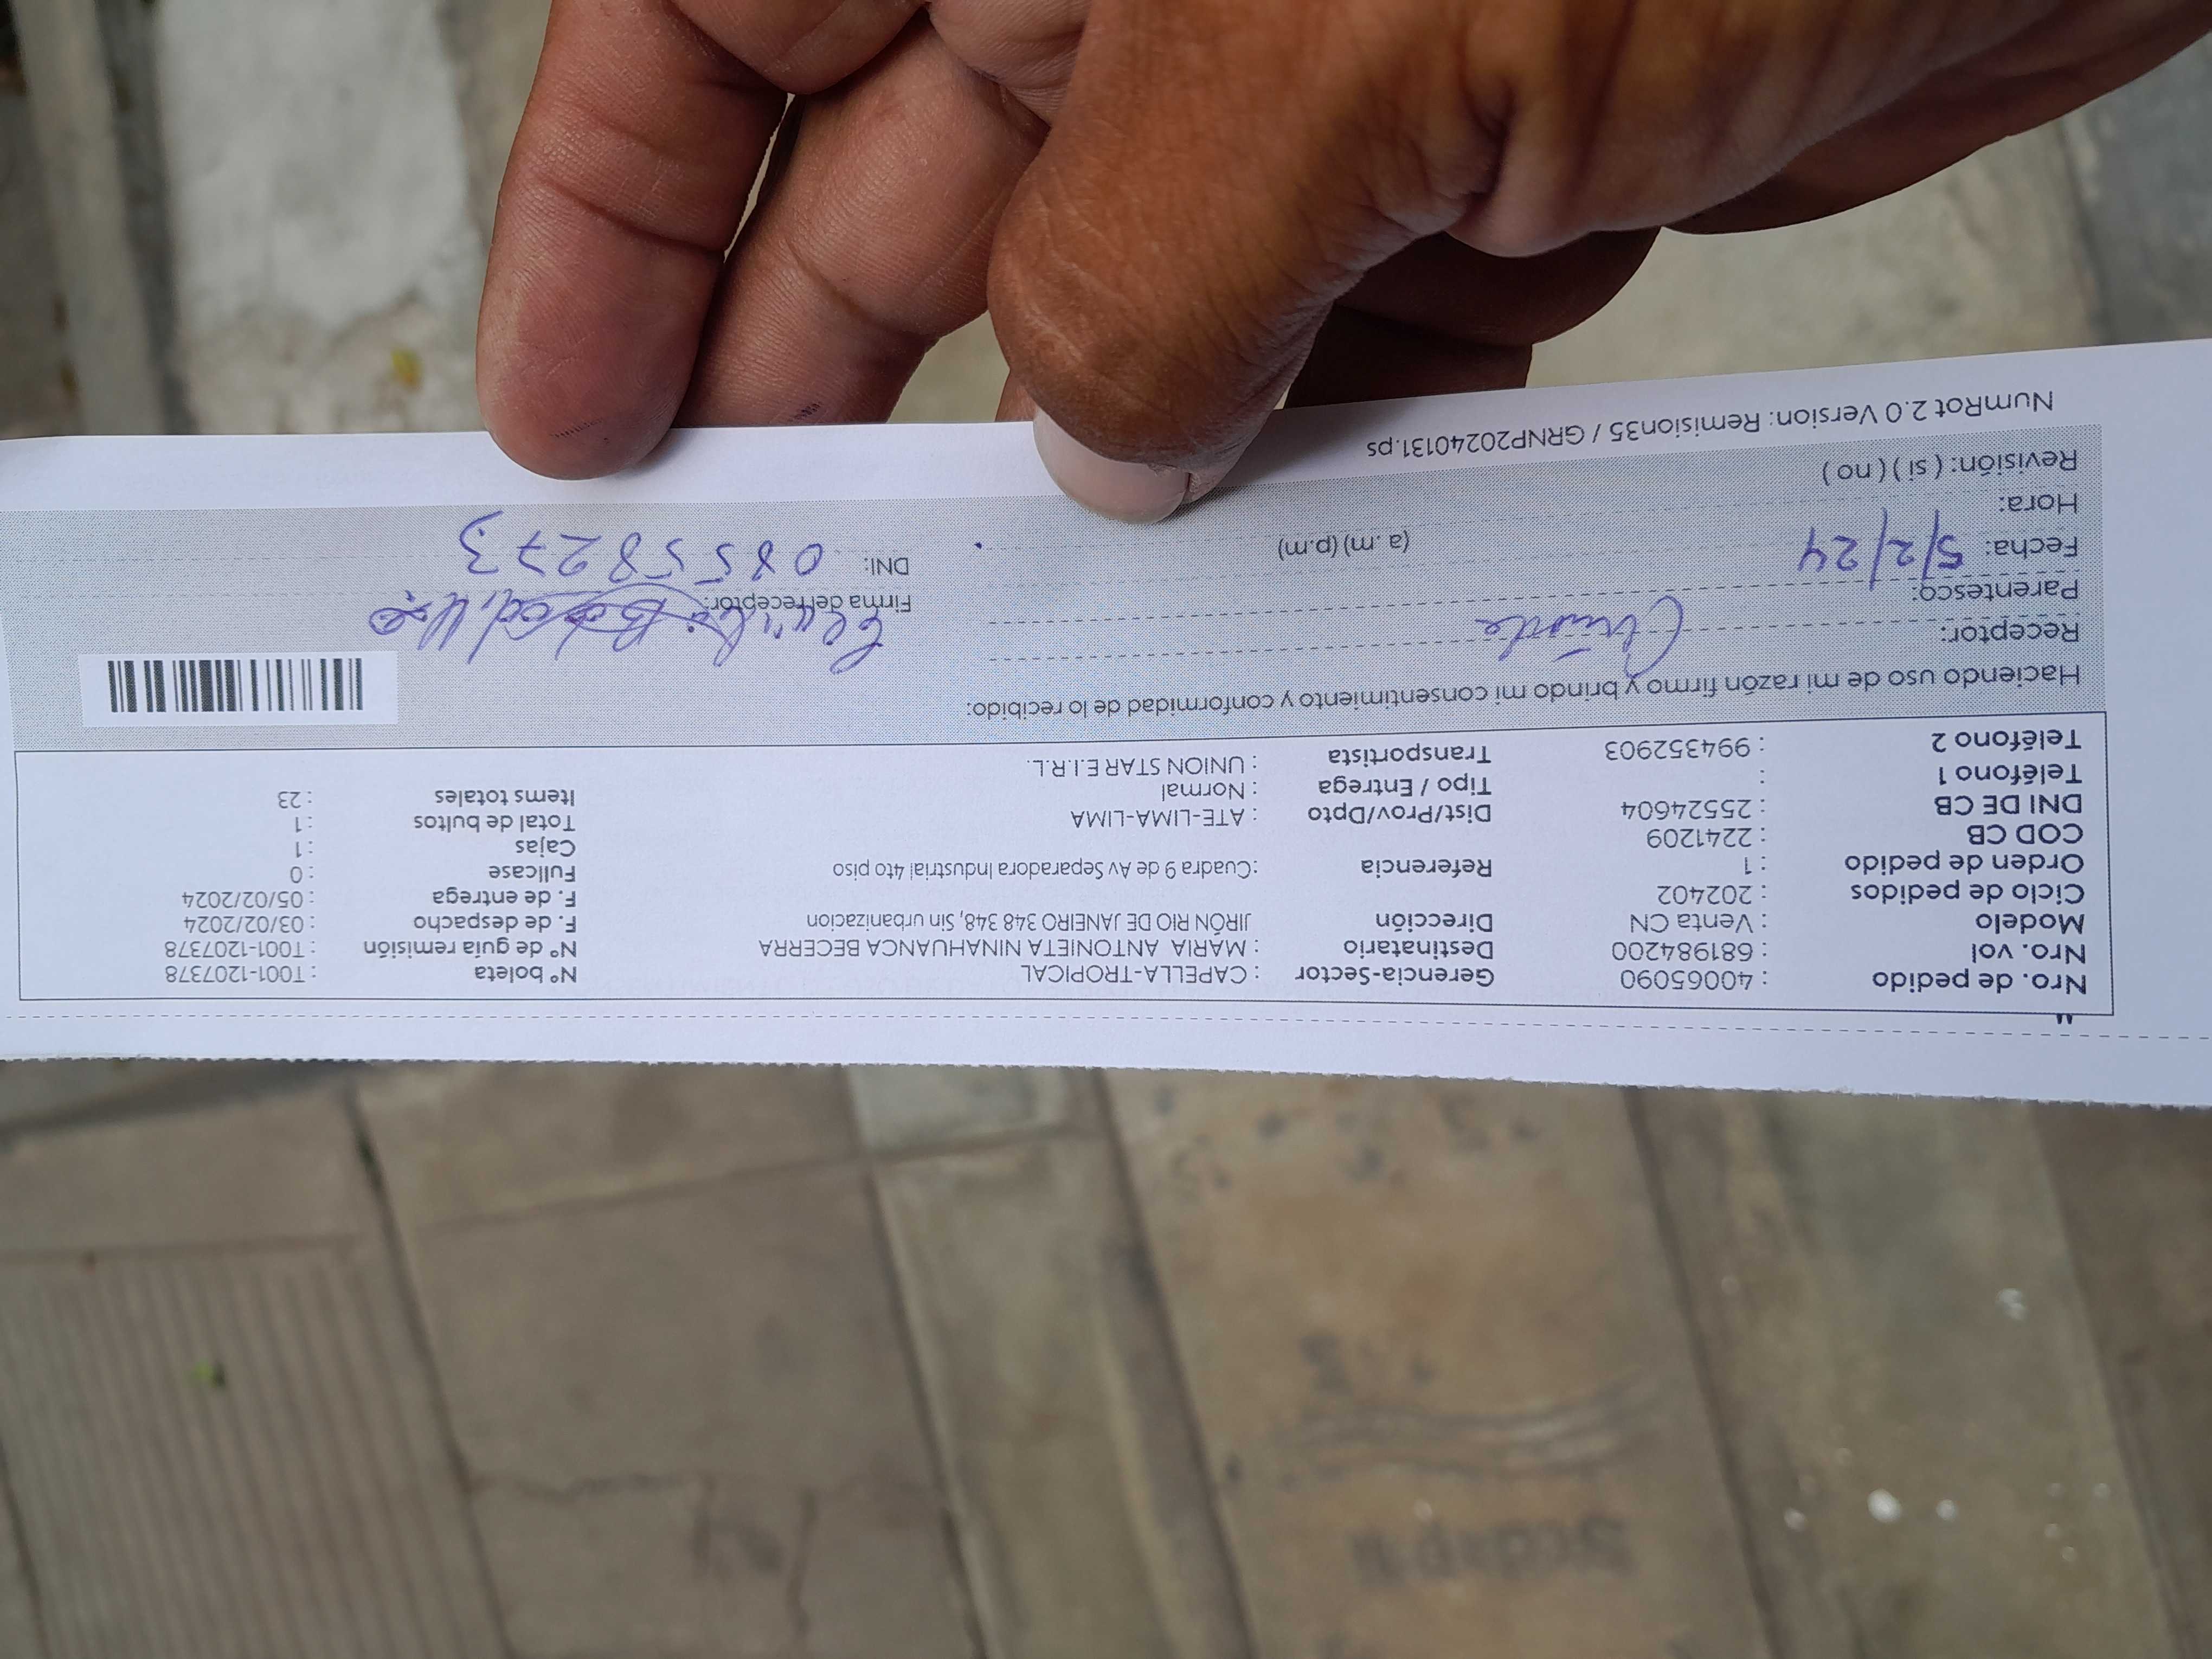 Nro. de pedido : 40065090 Gerencia-Sector : CAPELLA-TROPICAL N° boleta : T001-1207378
Nro. vol : 681984200 Destinatario : MARIA ANTONIETA NINAHUANCA BECERRA N° de guía remisión : T001-1207378
Modelo : Venta CN Dirección JIRÓN RIO DE JANEIRO 348 348, Sin urbanizacion F. de despacho : 03/02/2024
Ciclo de pedidos : 202402 F. de entrega : 05/02/2024
Orden de pedido : 1 Referencia :Cuadra 9 de Av Separadora Industrial 4to piso Fullcase : 0
COD CB : 2241209 Cajas : 1
DNI DE CB : 25524604 Dist/Prov/Dpto : ATE-LIMA-LIMA Total de bultos : 1
Teléfono 1 : Tipo / Entrega : Normal Items totales : 23
Teléfono 2 : 994352903 Transportista : UNION STAR E.I.R.L.
Haciendo uso de mi razón firmo y brindo mi consentimiento y conformidad de lo recibido:
Receptor:
Parentesco: Firma del receptor:
Fecha: 5/2/24 (a.m) (p.m) DNI: 08558273
Hora:
Revisión: ( si ) ( no )
NumRot 2.0 Version: Remision35 / GRNP20240131.ps